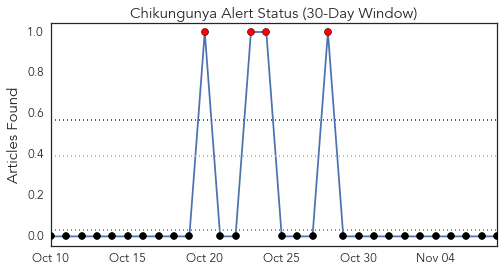 Chikungunya Alert Status (30-Day Window)
Articles Found
1.0
0.8
0.6
0.4
0.2
0.0
Oct 10 Oct 15 Oct 20 Oct 25 Oct 30 Nov 04